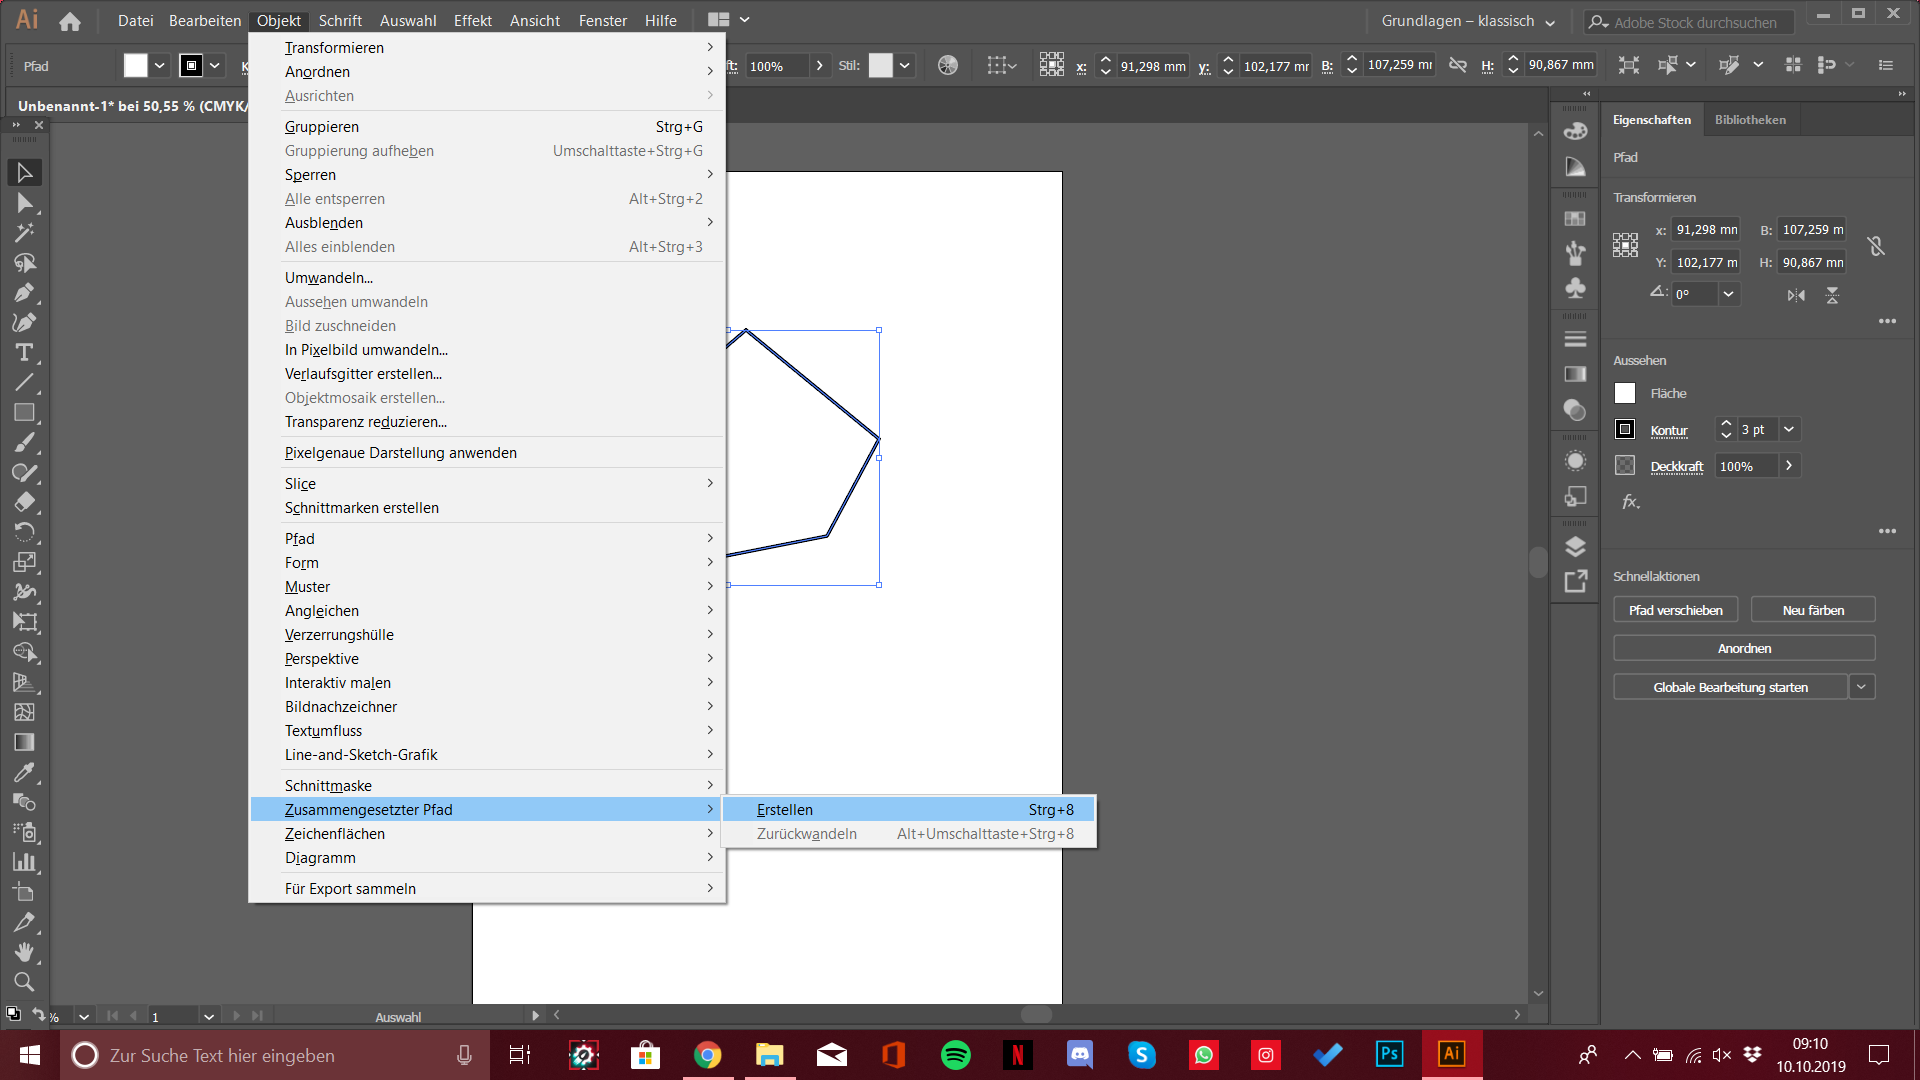 Ai Datei Bearbeiten Objekt Schrift Auswahl Effekt Ansicht Fenster Hilfe Grundlagen – klassisch Adobe Stock durchsuchen
Pfad 100% Stil: x: 91,298 mm y: 102,177 mm B: 107,259 mm H: 90,867 mm
Unbenannt-1* bei 50,55 % (CMYK/
Transformieren
Anordnen
Ausrichten
Gruppieren Strg+G
Gruppierung aufheben Umschalttaste+Strg+G
Sperren
Alle entsperren Alt+Strg+2
Ausblenden
Alles einblenden Alt+Strg+3
Umwandeln...
Aussehen umwandeln
Bild zuschneiden
In Pixelbild umwandeln...
Verlaufsgitter erstellen...
Objektmosaik erstellen...
Transparenz reduzieren...
Pixelgenaue Darstellung anwenden
Slice
Schnittmarken erstellen
Pfad
Form
Muster
Angleichen
Verzerrungshülle
Perspektive
Interaktiv malen
Bildnachzeichner
Textumfluss
Line-and-Sketch-Grafik
Schnittmaske
Zusammengesetzter Pfad
Zeichenflächen
Diagramm
Für Export sammeln
Erstellen Strg+8
Zurückwandeln Alt+Umschalttaste+Strg+8
Eigenschaften Bibliotheken
Pfad
Transformieren
x: 91,298 mm B: 107,259 m
Y: 102,177 m H: 90,867 mm
0°
Aussehen
Fläche
Kontur 3 pt
Deckkraft 100%
fx.
Schnellaktionen
Pfad verschieben Neu färben
Anordnen
Globale Bearbeitung starten
% 1 Auswahl
Zur Suche Text hier eingeben
N Ps Ai
09:10
10.10.2019